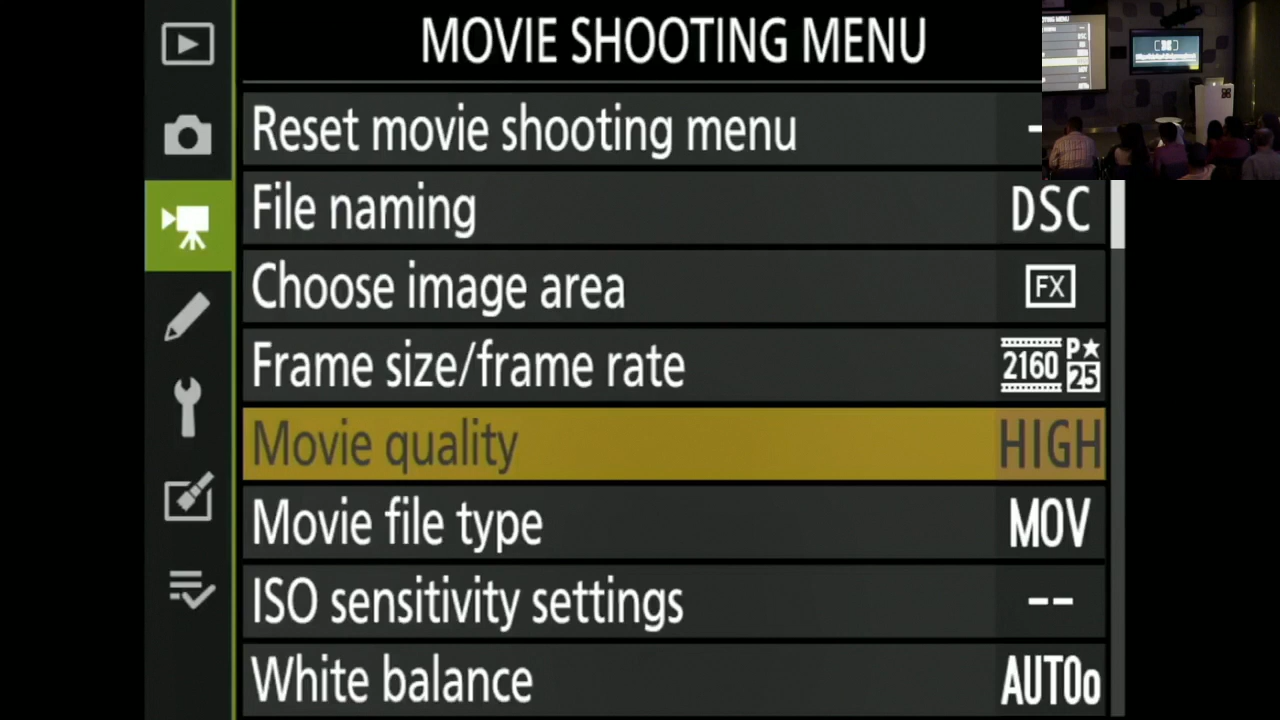 MOVIE SHOOTING MENU
Reset movie shooting menu --
File naming DSC
Choose image area FX
Frame size/frame rate 2160 P★ 25
Movie quality HIGH
Movie file type MOV
ISO sensitivity settings --
White balance AUTO0